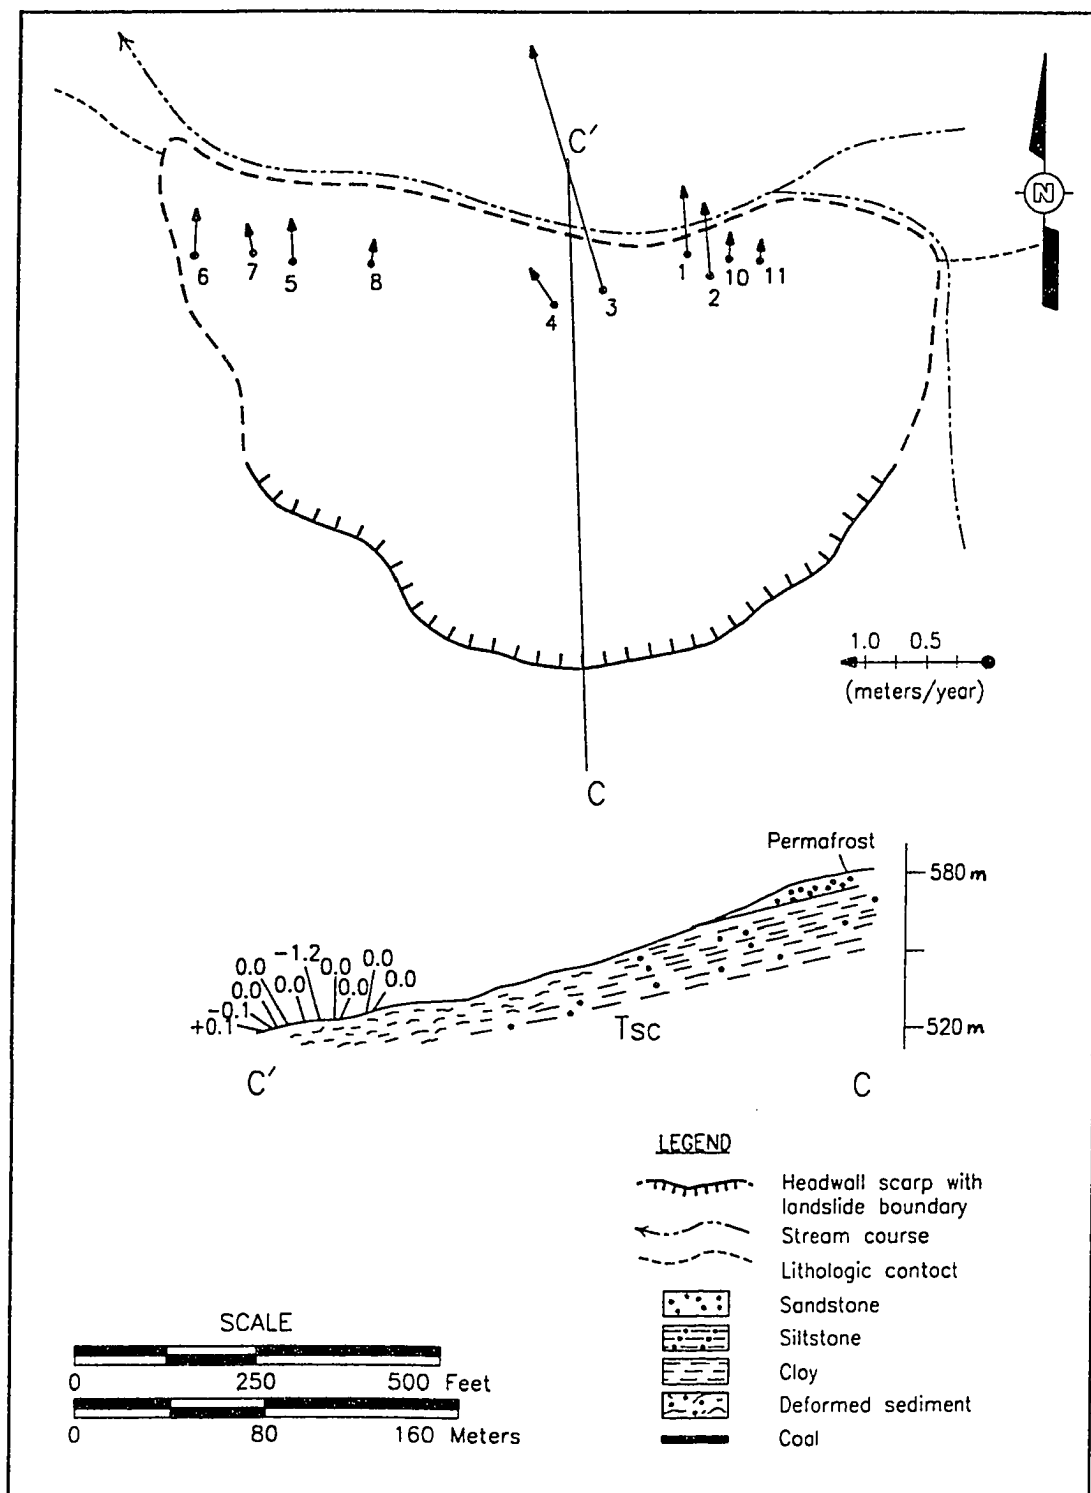 C'
N
6
7
5
8
4
3
1
2
10
11
1.0 0.5
(meters/year)
C
Permafrost
580 m
-1.2
0.0 0.0 0.0
0.0 0.0
0.0 0.0
-0.1
+0.1
520 m
Tsc
C' C
LEGEND
Headwall scarp with
landslide boundary
Stream course
Lithologic contact
Sandstone
Siltstone
Clay
Deformed sediment
Coal
SCALE
0 250 500 Feet
0 80 160 Meters